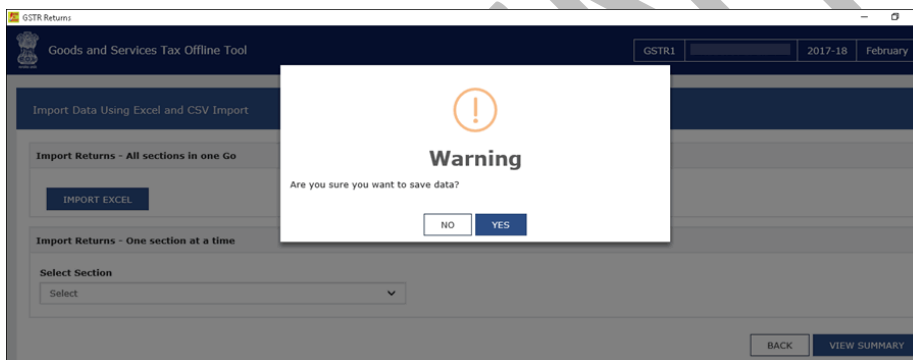 GSTR Returns
Goods and Services Tax Offline Tool
GSTR1
2017-18
February
Import Data Using Excel and CSV Import
Import Returns - All sections in one Go
IMPORT EXCEL
Warning
Are you sure you want to save data?
NO
YES
Import Returns - One section at a time
Select Section
Select
BACK
VIEW SUMMARY